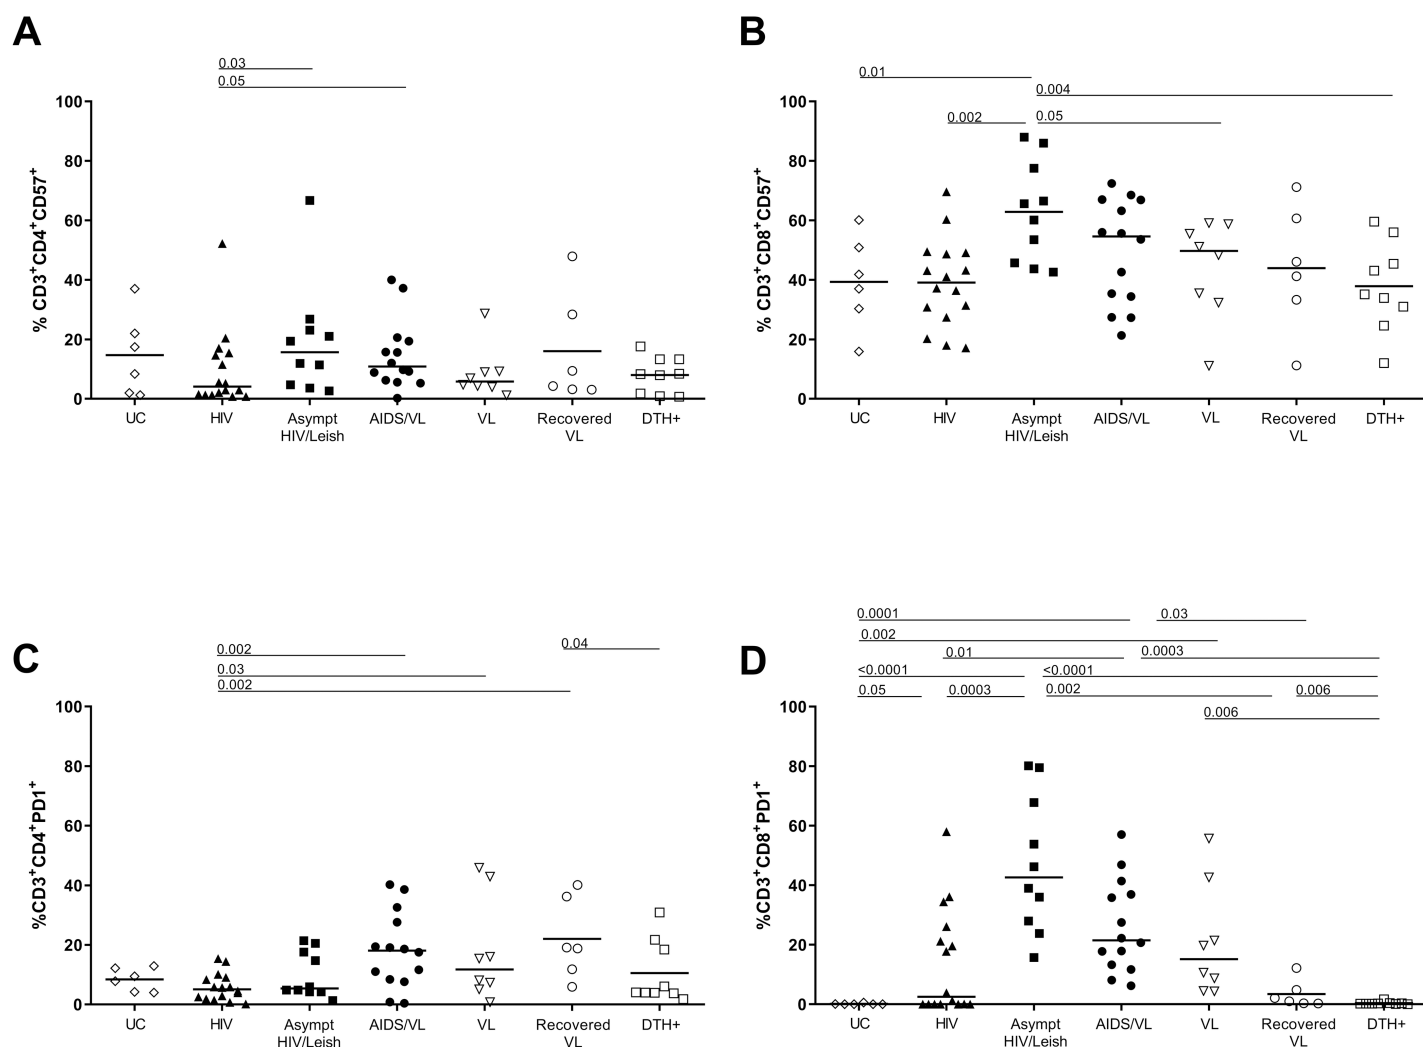 A
0.03
0.05
100
80
60
40
20
0
% CD3+CD4+CD57+
UC
HIV
Asympt
HIV/Leish
AIDS/VL
VL
Recovered
VL
DTH+
B
0.01
0.004
0.002
0.05
100
80
60
40
20
0
% CD3+CD8+CD57+
UC
HIV
Asympt
HIV/Leish
AIDS/VL
VL
Recovered
VL
DTH+
C
0.002
0.04
0.03
0.002
100
80
60
40
20
0
%CD3+CD4+PD1+
UC
HIV
Asympt
HIV/Leish
AIDS/VL
VL
Recovered
VL
DTH+
D
0.0001
0.03
0.002
0.01
0.0003
<0.0001
<0.0001
0.05
0.0003
0.002
0.006
0.006
100
80
60
40
20
0
%CD3+CD8+PD1+
UC
HIV
Asympt
HIV/Leish
AIDS/VL
VL
Recovered
VL
DTH+